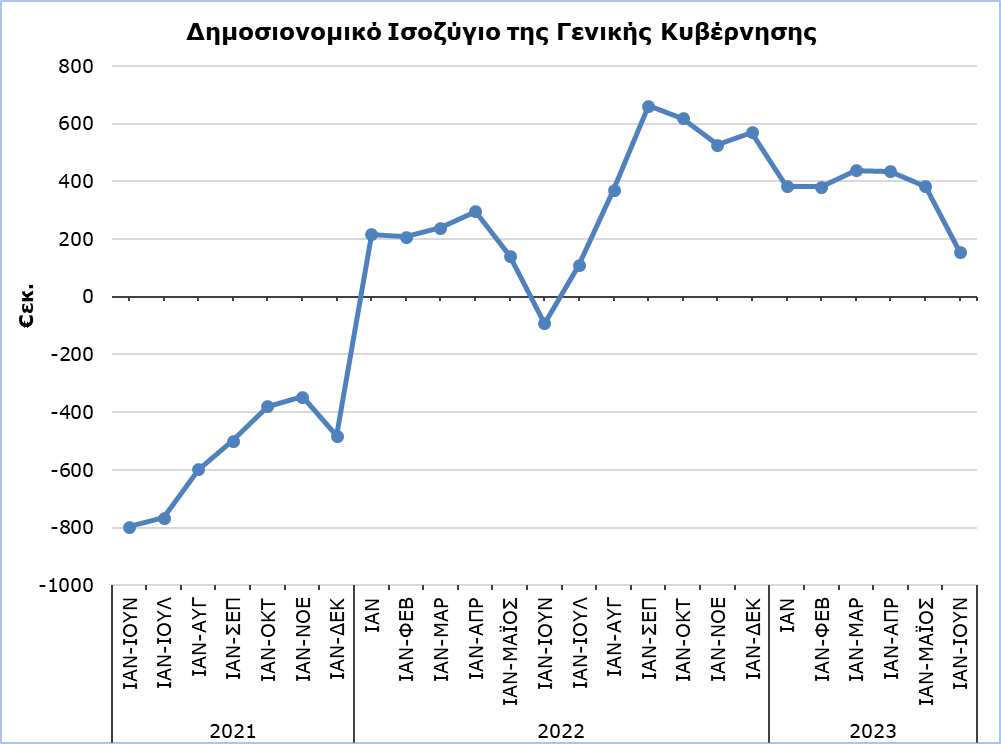 Δημοσιονομικό Ισοζύγιο της Γενικής Κυβέρνησης
€εκ.
800
600
400
200
0
-200
-400
-600
-800
-1000
ΙΑΝ-ΙΟΥΝ
ΙΑΝ-ΙΟΥΛ
ΙΑΝ-ΑΥΓ
ΙΑΝ-ΣΕΠ
ΙΑΝ-ΟΚΤ
ΙΑΝ-ΝΟΕ
ΙΑΝ-ΔΕΚ
ΙΑΝ
ΙΑΝ-ΦΕΒ
ΙΑΝ-ΜΑΡ
ΙΑΝ-ΑΠΡ
ΙΑΝ-ΜΑΪΟΣ
ΙΑΝ-ΙΟΥΝ
ΙΑΝ-ΙΟΥΛ
ΙΑΝ-ΑΥΓ
ΙΑΝ-ΣΕΠ
ΙΑΝ-ΟΚΤ
ΙΑΝ-ΝΟΕ
ΙΑΝ-ΔΕΚ
ΙΑΝ
ΙΑΝ-ΦΕΒ
ΙΑΝ-ΜΑΡ
ΙΑΝ-ΑΠΡ
ΙΑΝ-ΜΑΪΟΣ
ΙΑΝ-ΙΟΥΝ
2021
2022
2023